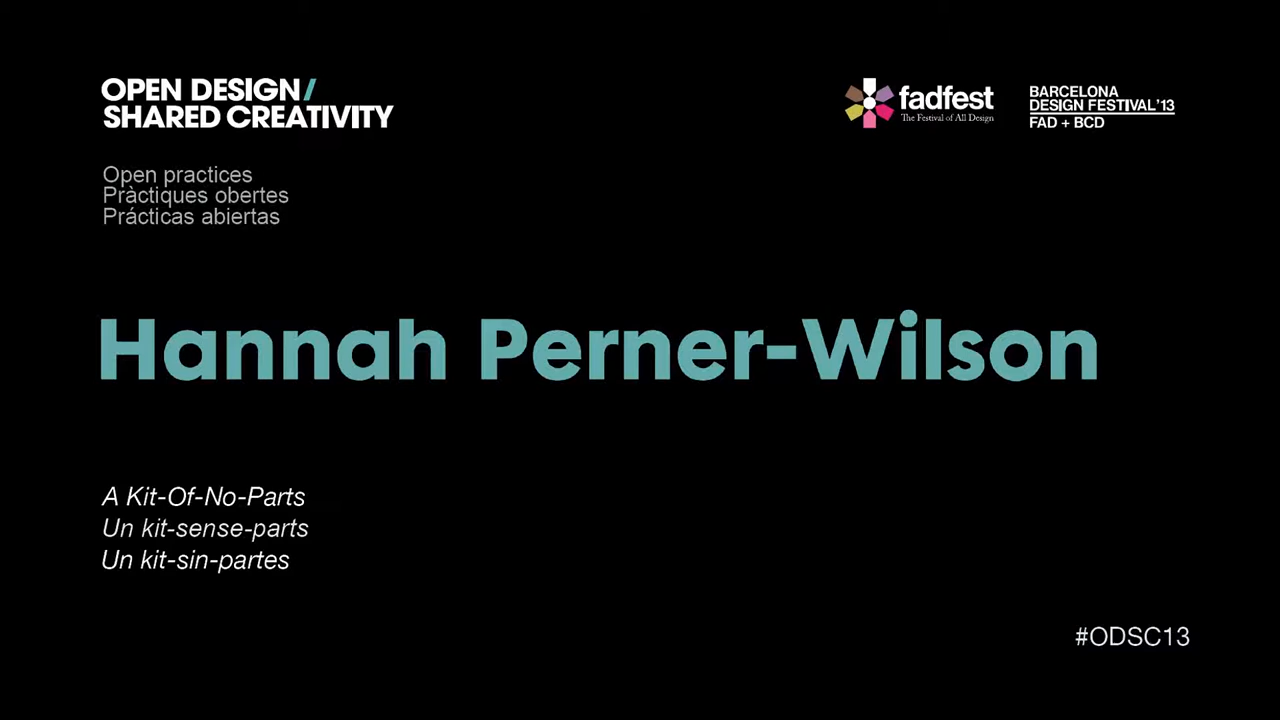 OPEN DESIGN/
SHARED CREATIVITY
fadfest
The Festival of All Design
BARCELONA
DESIGN FESTIVAL'13
FAD + BCD
Open practices
Pràctiques obertes
Prácticas abiertas
Hannah Perner-Wilson
A Kit-Of-No-Parts
Un kit-sense-parts
Un kit-sin-partes
#ODSC13